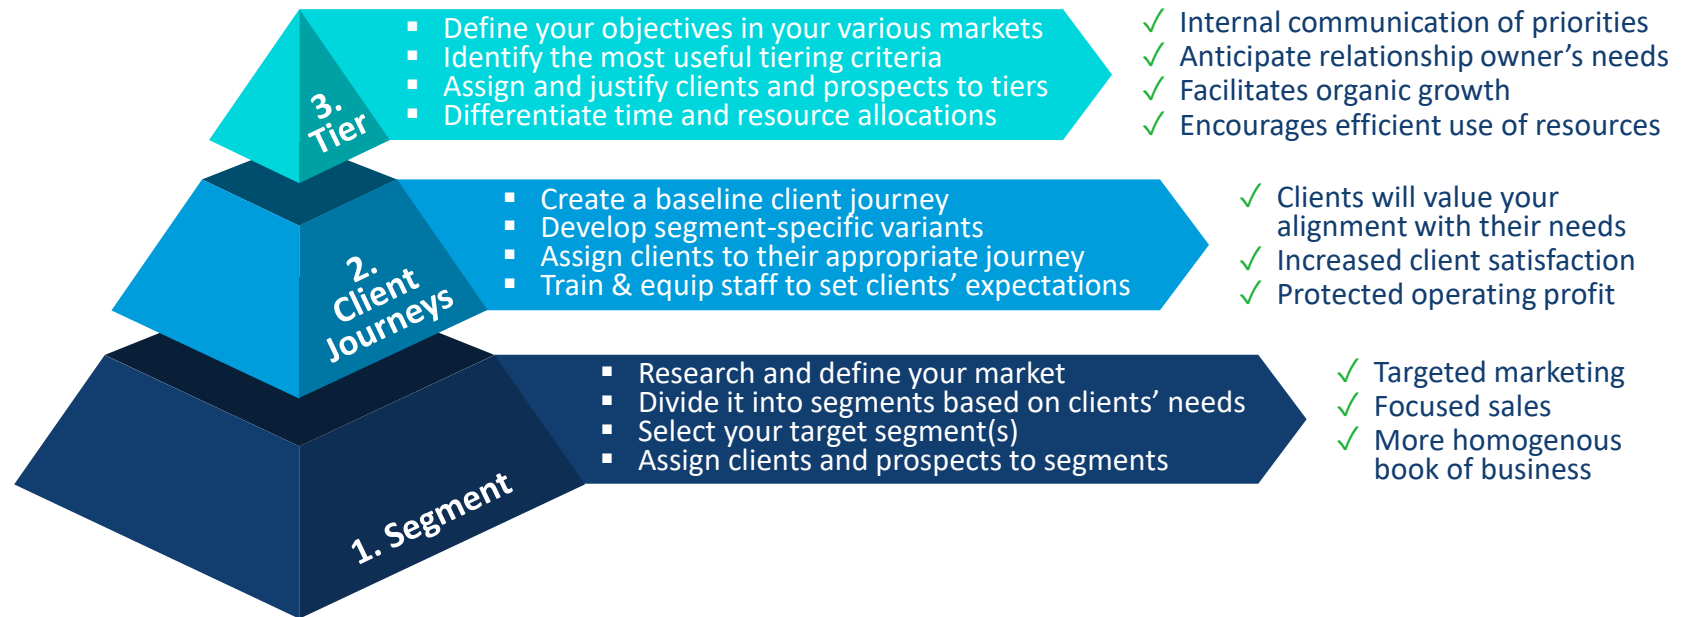 3.
Tier
▪ Define your objectives in your various markets
▪ Identify the most useful tiering criteria
▪ Assign and justify clients and prospects to tiers
▪ Differentiate time and resource allocations
✓ Internal communication of priorities
✓ Anticipate relationship owner’s needs
✓ Facilitates organic growth
✓ Encourages efficient use of resources
2.
Client
Journeys
▪ Create a baseline client journey
▪ Develop segment-specific variants
▪ Assign clients to their appropriate journey
▪ Train & equip staff to set clients’ expectations
✓ Clients will value your
alignment with their needs
✓ Increased client satisfaction
✓ Protected operating profit
1. Segment
▪ Research and define your market
▪ Divide it into segments based on clients’ needs
▪ Select your target segment(s)
▪ Assign clients and prospects to segments
✓ Targeted marketing
✓ Focused sales
✓ More homogenous
book of business